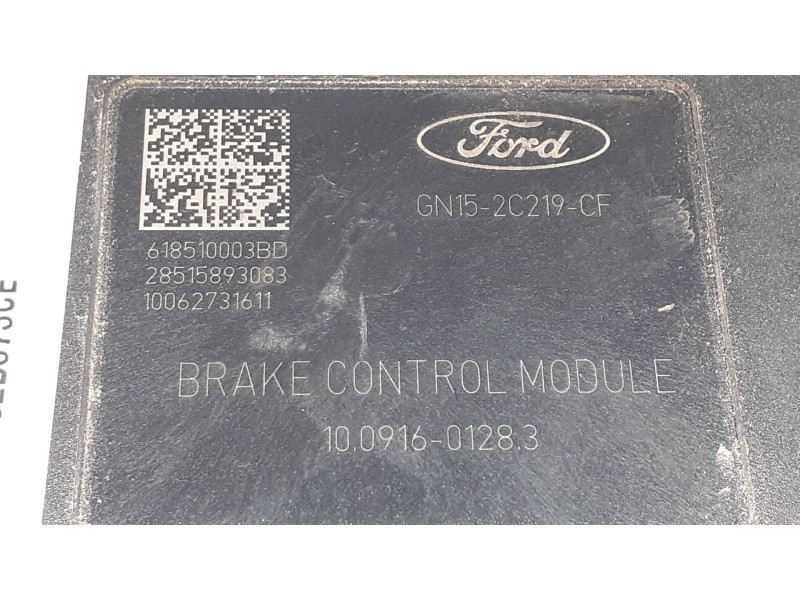 Ford
GN15-2C219-CF
618510003BD
28515893083
10062731611
BRAKE CONTROL MODULE
10.0916-0128.3